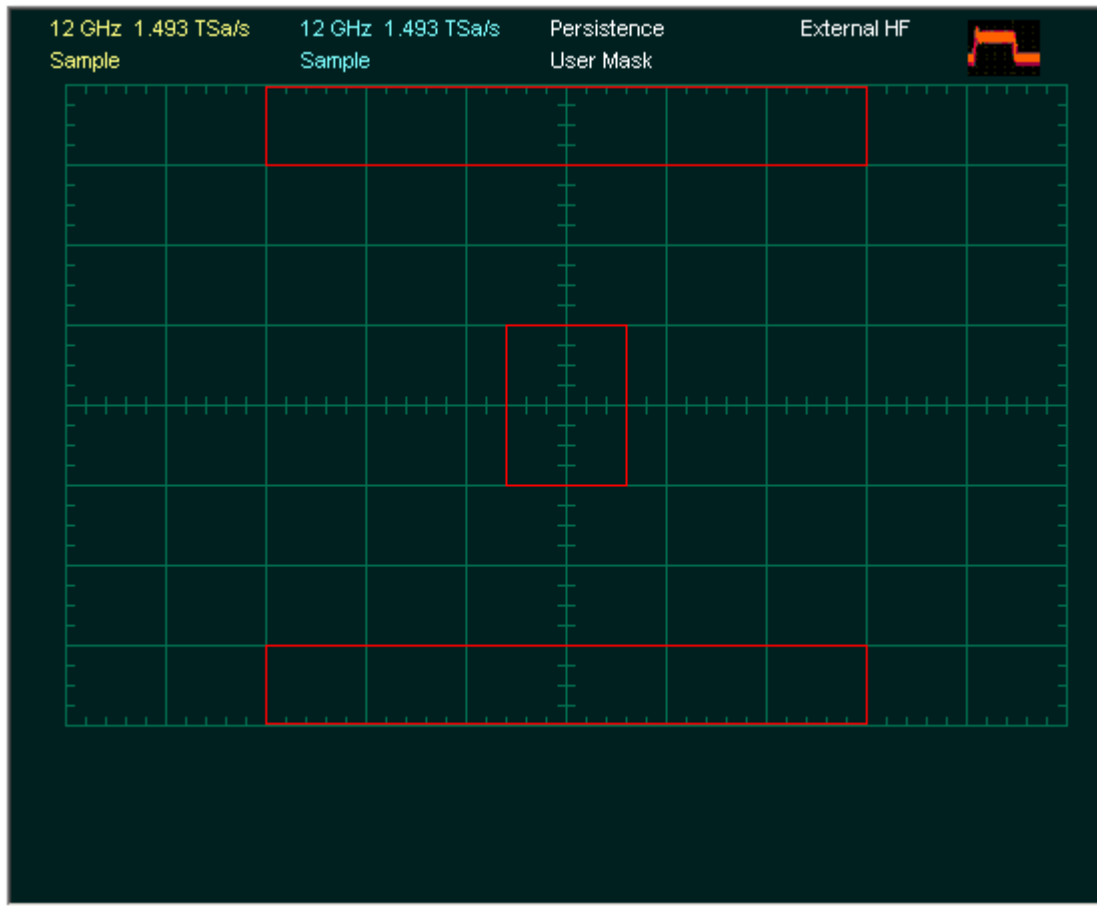 12 GHz 1.493 TSa/s 12 GHz 1.493 TSa/s Persistence External HF
Sample Sample User Mask